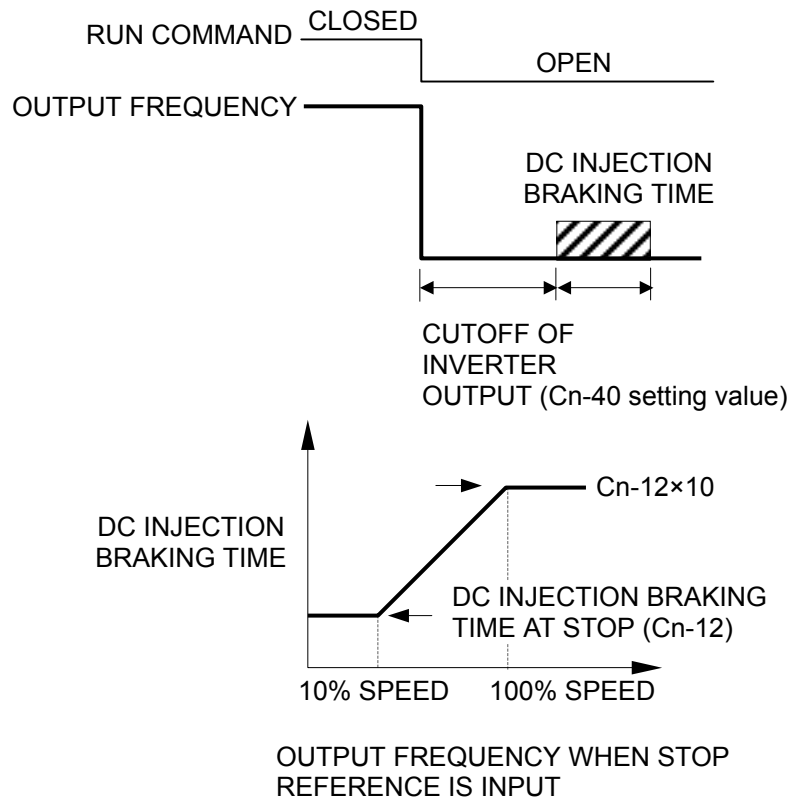 CLOSED
RUN COMMAND
OPEN
OUTPUT FREQUENCY
DC INJECTION
BRAKING TIME
CUTOFF OF
INVERTER
OUTPUT (Cn-40 setting value)
Cn-12×10
DC INJECTION
BRAKING TIME
DC INJECTION BRAKING
TIME AT STOP (Cn-12)
10% SPEED
100% SPEED
OUTPUT FREQUENCY WHEN STOP
REFERENCE IS INPUT